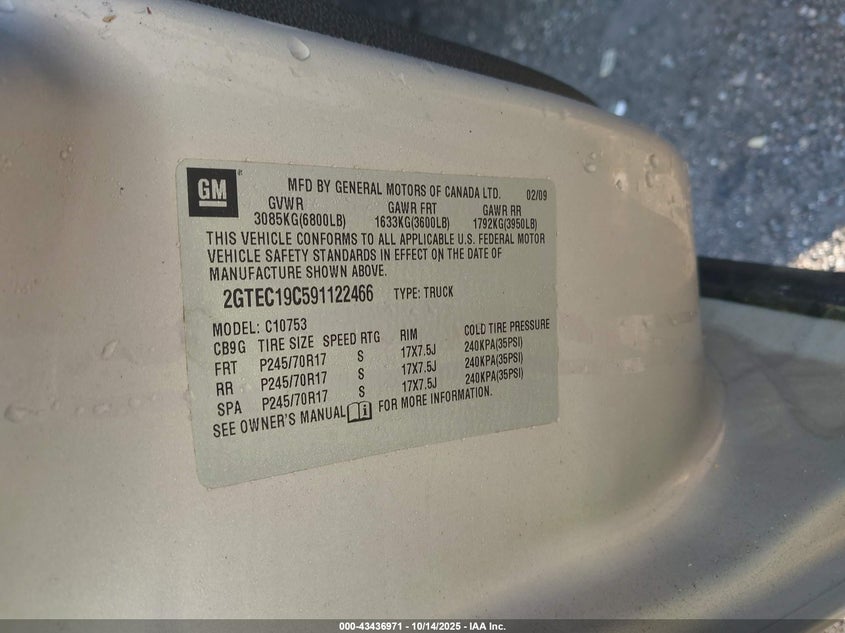 GM
MFD BY GENERAL MOTORS OF CANADA LTD. 02/09
GVWR GAWR FRT GAWR RR
3085KG(6800LB) 1633KG(3600LB) 1792KG(3950LB)
THIS VEHICLE CONFORMS TO ALL APPLICABLE U.S. FEDERAL MOTOR
VEHICLE SAFETY STANDARDS IN EFFECT ON THE DATE OF
MANUFACTURE SHOWN ABOVE.
2GTEC19C591122466 TYPE: TRUCK
MODEL: C10753
CB9G TIRE SIZE SPEED RTG RIM COLD TIRE PRESSURE
FRT P245/70R17 S 17X7.5J 240KPA(35PSI)
RR P245/70R17 S 17X7.5J 240KPA(35PSI)
SPA P245/70R17 S 17X7.5J 240KPA(35PSI)
SEE OWNER'S MANUAL i FOR MORE INFORMATION.
000-43436971 - 10/14/2025 - IAA Inc.